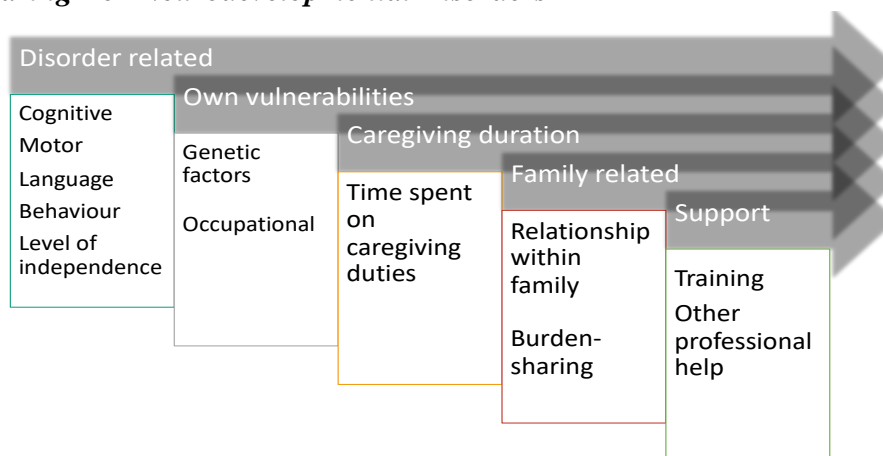 Disorder related
Cognitive
Motor
Language
Behaviour
Level of
independence
Own vulnerabilities
Genetic
factors
Occupational
Caregiving duration
Time spent
on
caregiving
duties
Family related
Relationship
within
family
Burden-
sharing
Support
Training
Other
professional
help